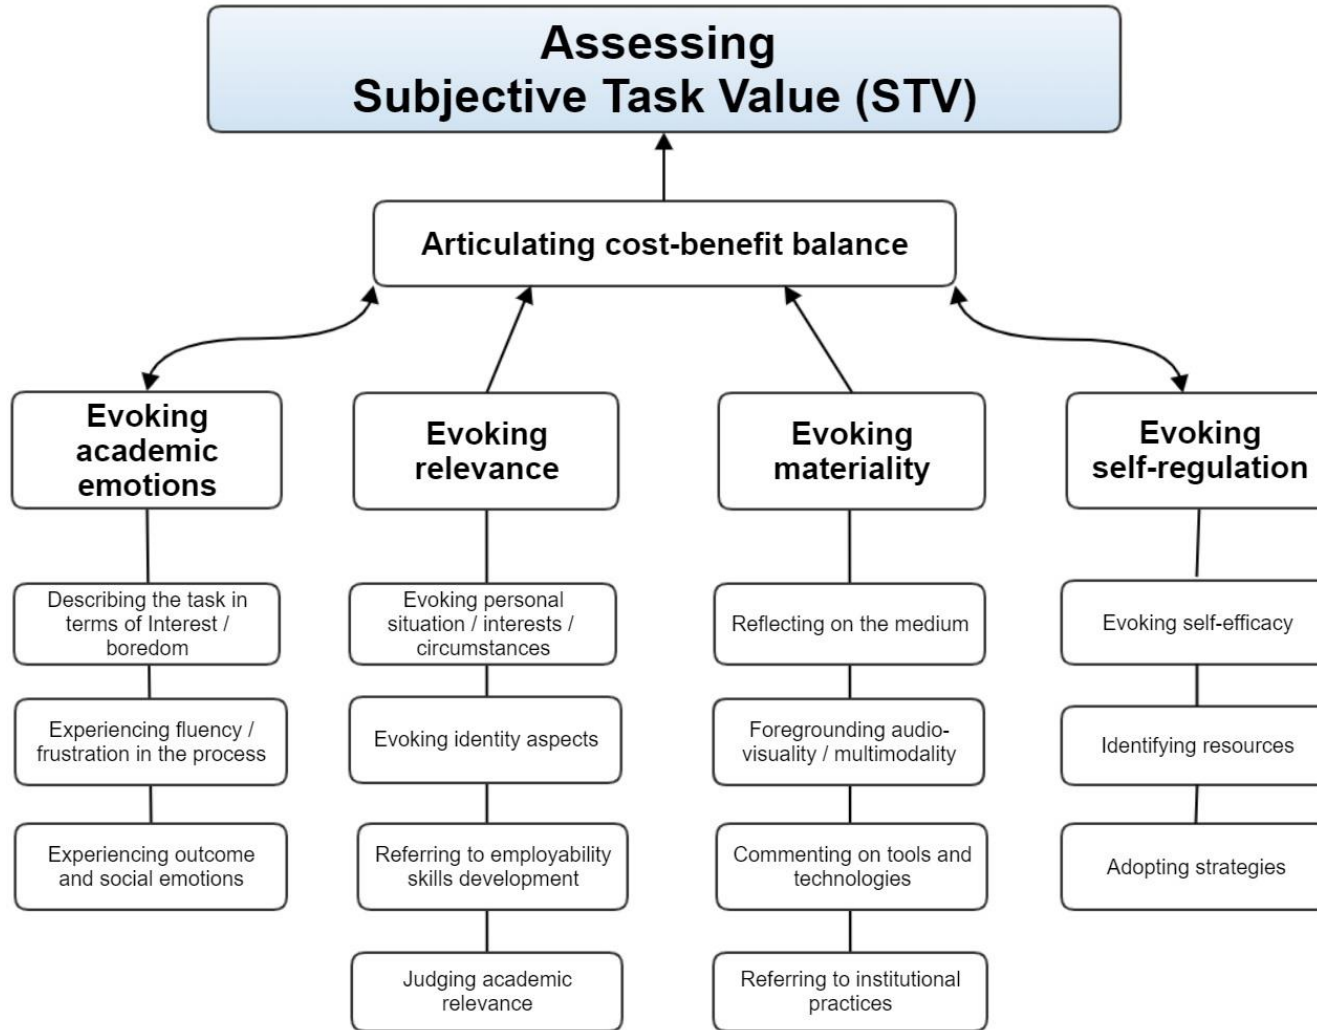 Assessing
Subjective Task Value (STV)
Articulating cost-benefit balance
Evoking
academic
emotions
Describing the task in
terms of Interest /
boredom
Experiencing fluency /
frustration in the process
Experiencing outcome
and social emotions
Evoking
relevance
Evoking personal
situation / interests /
circumstances
Evoking identity aspects
Referring to employability
skills development
Judging academic
relevance
Evoking
materiality
Reflecting on the medium
Foregrounding audio-
visuality / multimodality
Commenting on tools and
technologies
Referring to institutional
practices
Evoking
self-regulation
Evoking self-efficacy
Identifying resources
Adopting strategies